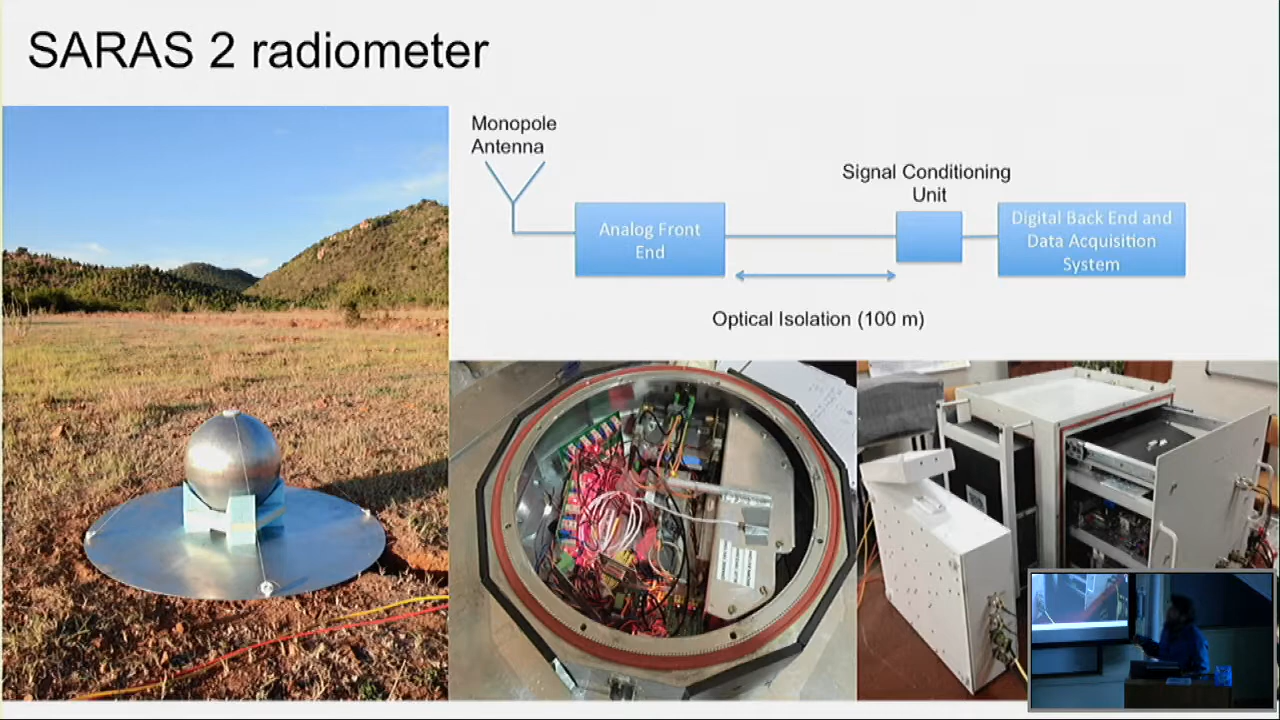 SARAS 2 radiometer
Monopole
Antenna
Analog Front
End
Signal Conditioning
Unit
Digital Back End and
Data Acquisition
System
Optical Isolation (100 m)